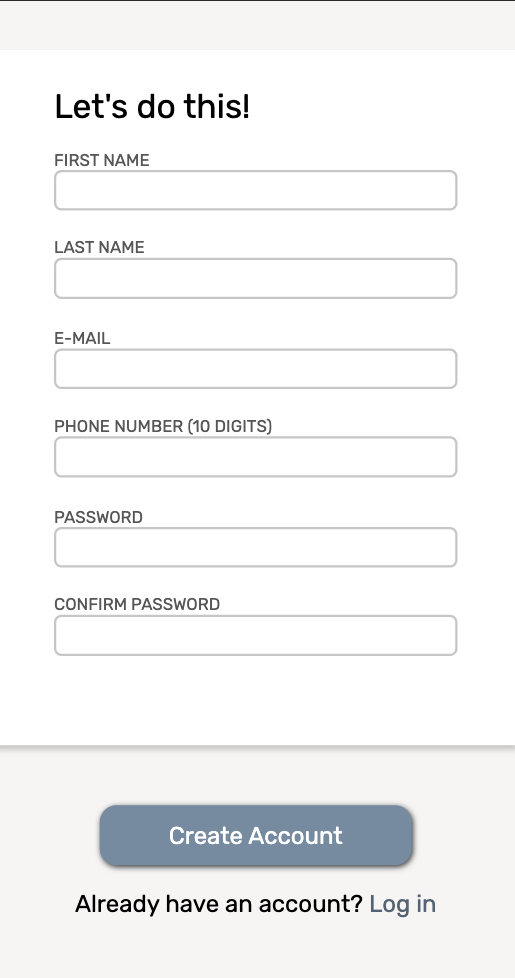 Let's do this!
FIRST NAME
LAST NAME
E-MAIL
PHONE NUMBER (10 DIGITS)
PASSWORD
CONFIRM PASSWORD
Create Account
Already have an account? Log in